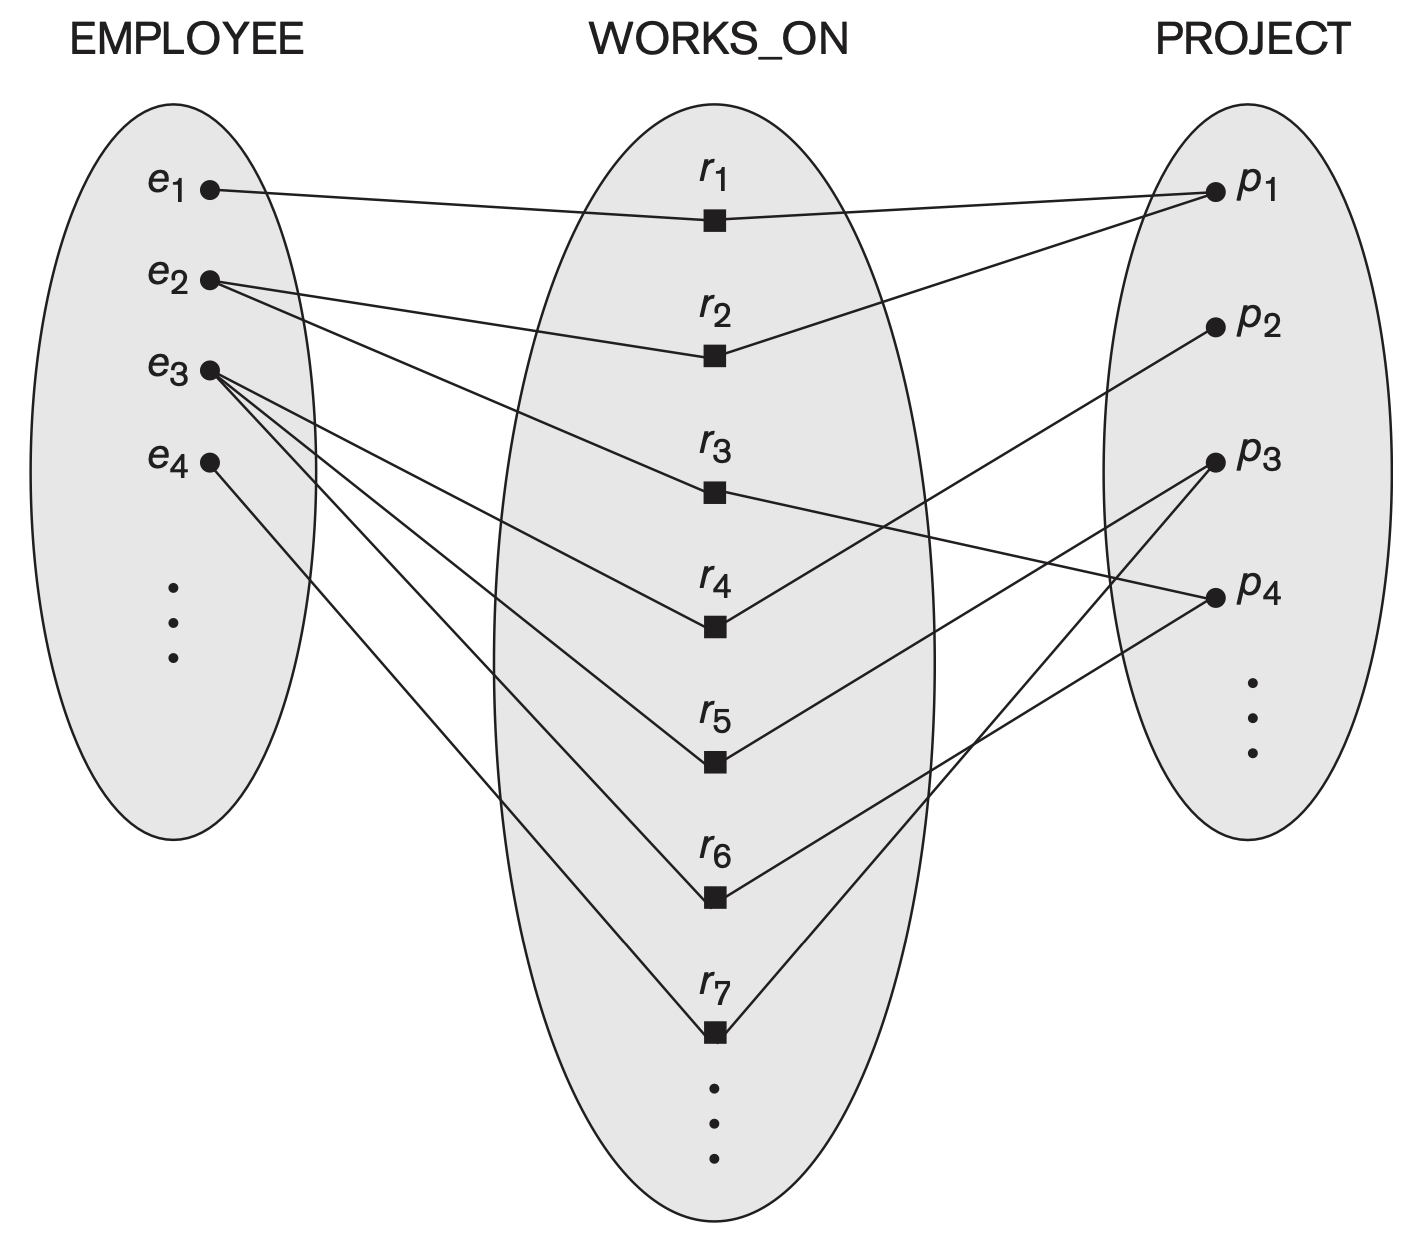 EMPLOYEE WORKS_ON PROJECT
e1 r1 p1
e2 r2 p2
e3 r3 p3
e4 r4 p4
r5
r6
r7